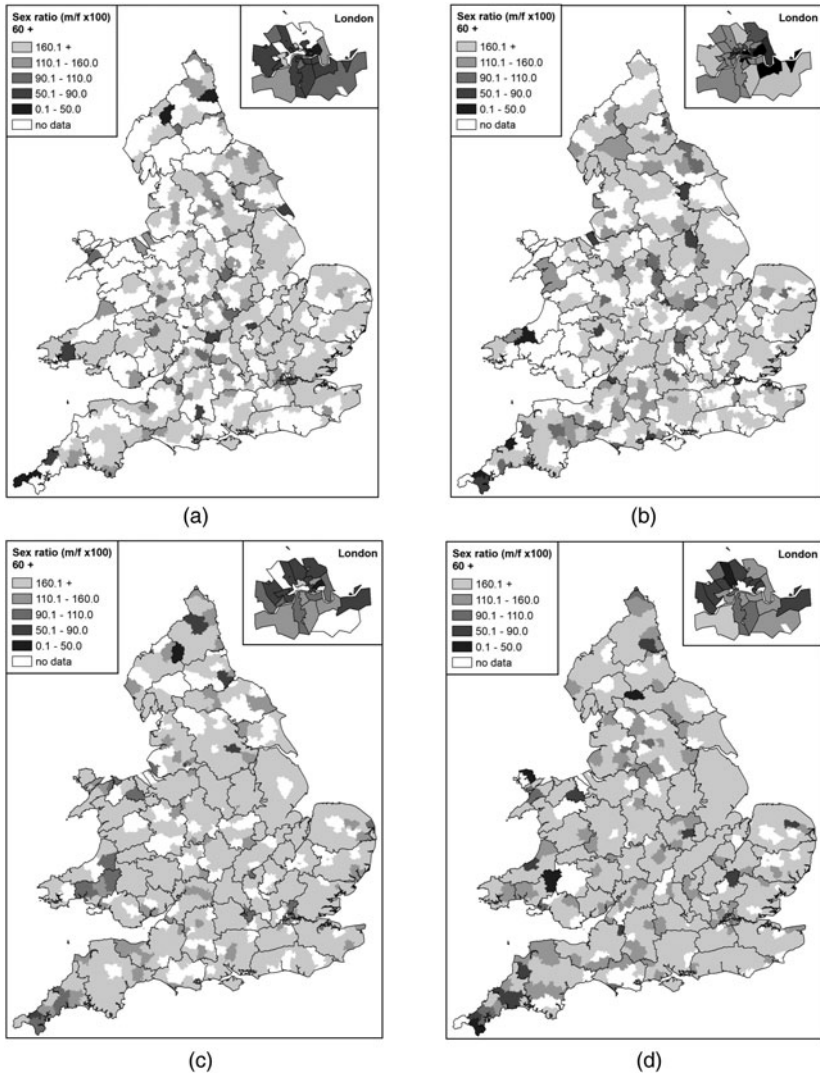 Sex ratio (m/f x100)
60 +
160.1 +
110.1 - 160.0
90.1 - 110.0
50.1 - 90.0
0.1 - 50.0
no data
London
(a)
Sex ratio (m/f x100)
60 +
160.1 +
110.1 - 160.0
90.1 - 110.0
50.1 - 90.0
0.1 - 50.0
no data
London
(b)
Sex ratio (m/f x100)
60 +
160.1 +
110.1 - 160.0
90.1 - 110.0
50.1 - 90.0
0.1 - 50.0
no data
London
(c)
Sex ratio (m/f x100)
60 +
160.1 +
110.1 - 160.0
90.1 - 110.0
50.1 - 90.0
0.1 - 50.0
no data
London
(d)